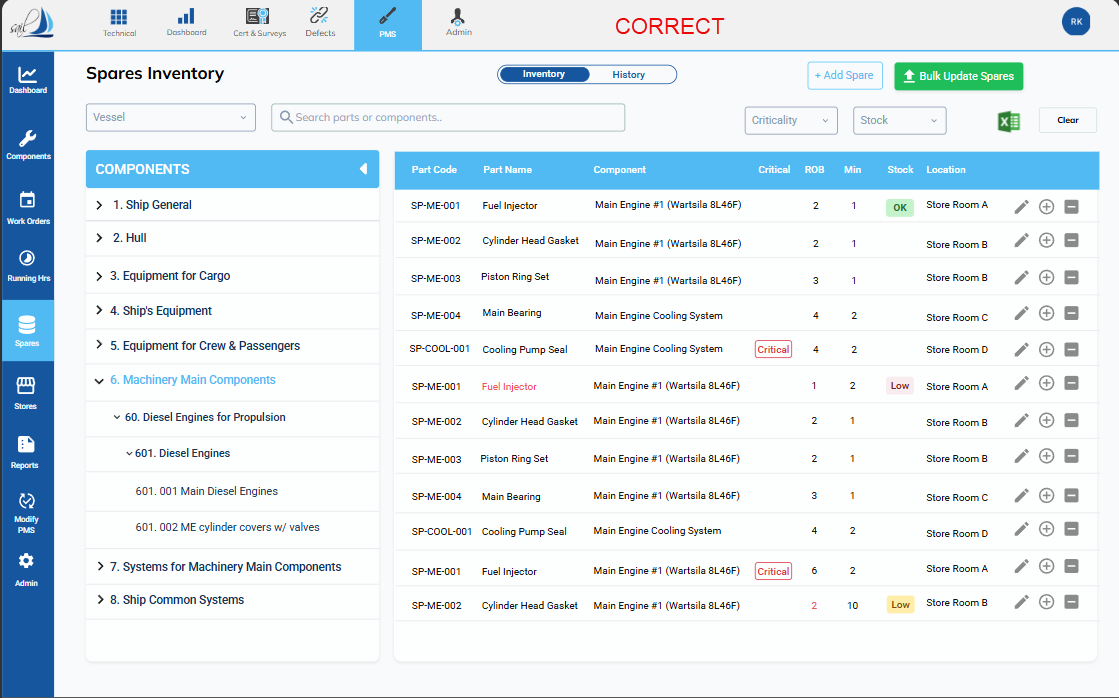 sail
Technical
Dashboard
Cert & Surveys
Defects
PMS
Admin
CORRECT
RK
Dashboard
Components
Work Orders
Running Hrs
Spares
Stores
Reports
Modify
PMS
Admin
Spares Inventory
Inventory History
+ Add Spare
Bulk Update Spares
Vessel
Search parts or components..
Criticality
Stock
Clear
COMPONENTS
1. Ship General
2. Hull
3. Equipment for Cargo
4. Ship's Equipment
5. Equipment for Crew & Passengers
6. Machinery Main Components
60. Diesel Engines for Propulsion
601. Diesel Engines
601. 001 Main Diesel Engines
601. 002 ME cylinder covers w/ valves
7. Systems for Machinery Main Components
8. Ship Common Systems
Part Code Part Name Component Critical ROB Min Stock Location
SP-ME-001 Fuel Injector Main Engine #1 (Wartsila 8L46F) 2 1 OK Store Room A
SP-ME-002 Cylinder Head Gasket Main Engine #1 (Wartsila 8L46F) 2 1 Store Room B
SP-ME-003 Piston Ring Set Main Engine #1 (Wartsila 8L46F) 3 1 Store Room B
SP-ME-004 Main Bearing Main Engine Cooling System 4 2 Store Room C
SP-COOL-001 Cooling Pump Seal Main Engine Cooling System Critical 4 2 Store Room D
SP-ME-001 Fuel Injector Main Engine #1 (Wartsila 8L46F) 1 2 Low Store Room A
SP-ME-002 Cylinder Head Gasket Main Engine #1 (Wartsila 8L46F) 2 1 Store Room B
SP-ME-003 Piston Ring Set Main Engine #1 (Wartsila 8L46F) 2 1 Store Room B
SP-ME-004 Main Bearing Main Engine #1 (Wartsila 8L46F) 3 1 Store Room C
SP-COOL-001 Cooling Pump Seal Main Engine Cooling System 4 2 Store Room D
SP-ME-001 Fuel Injector Main Engine #1 (Wartsila 8L46F) Critical 6 2 Store Room A
SP-ME-002 Cylinder Head Gasket Main Engine #1 (Wartsila 8L46F) 2 10 Low Store Room B